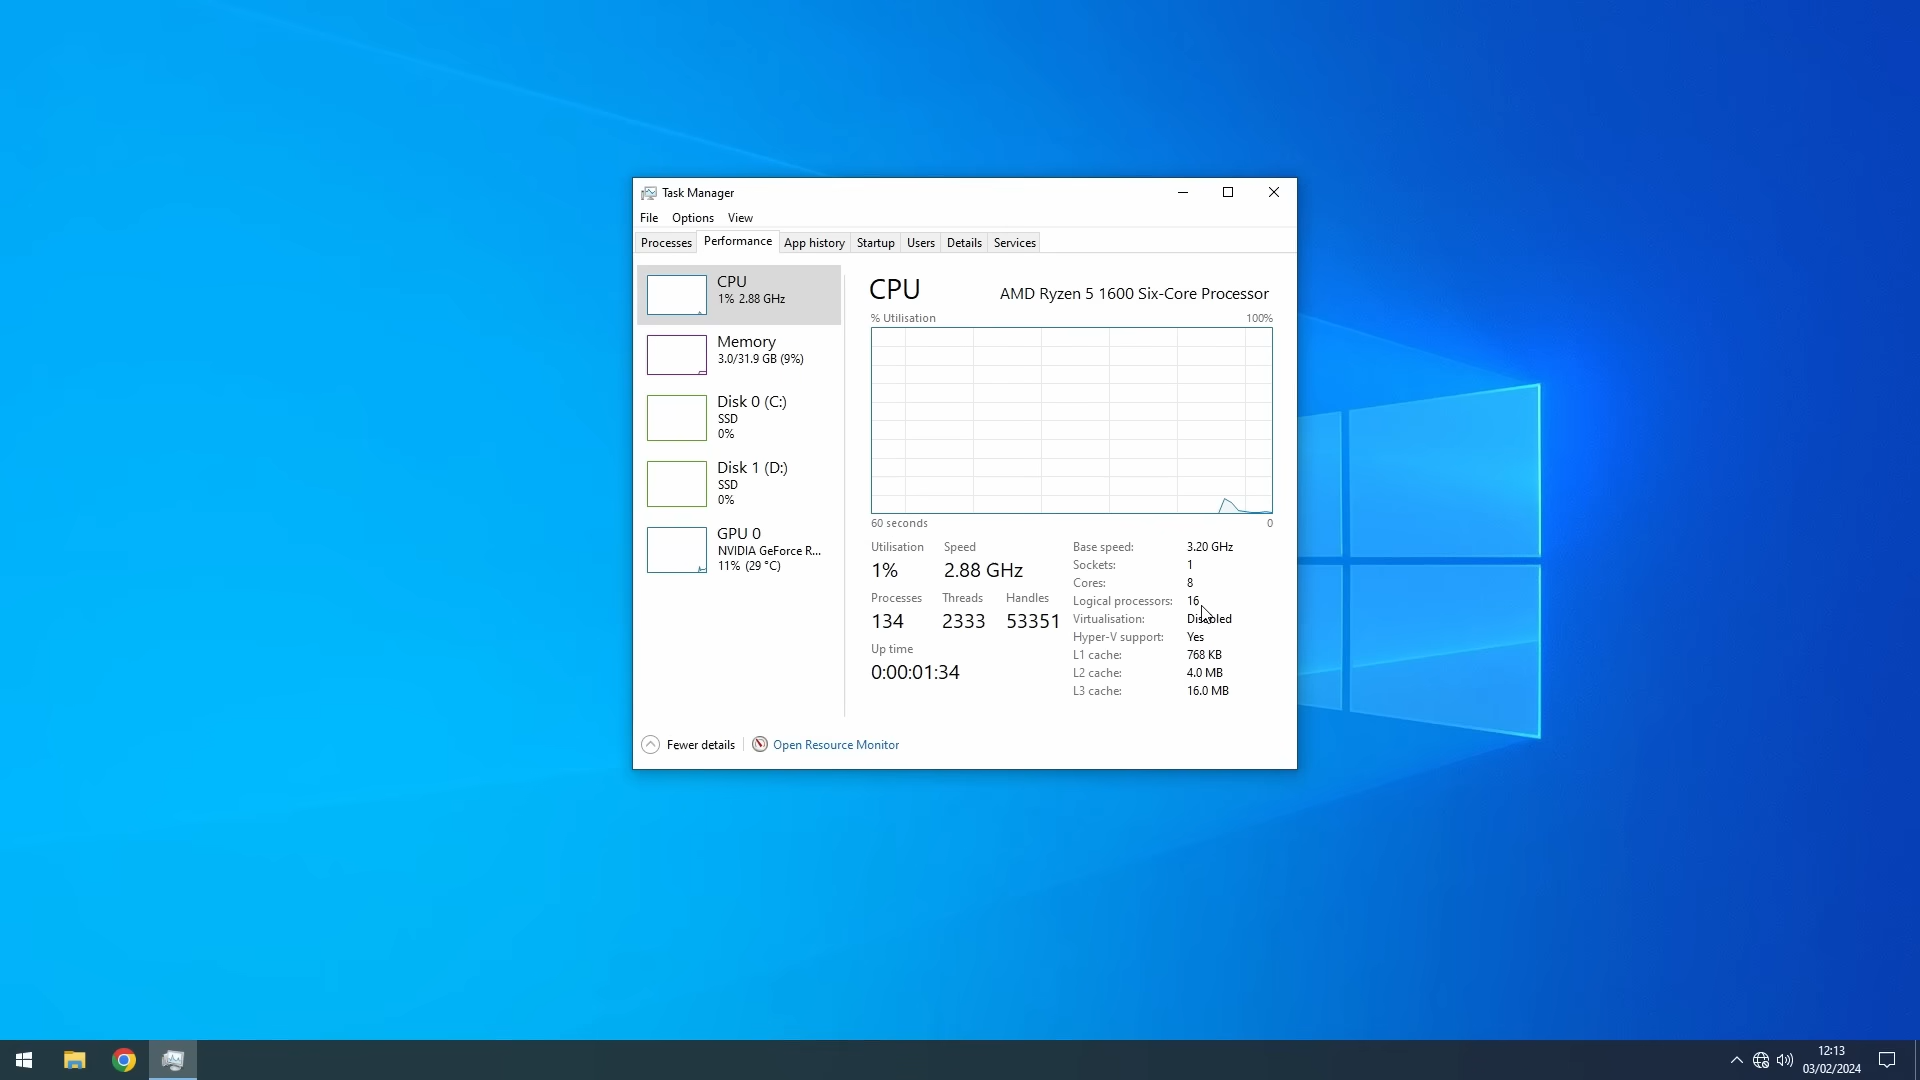 Task Manager
File Options View
Processes Performance App history Startup Users Details Services
CPU
1% 2.88 GHz
Memory
3.0/31.9 GB (9%)
Disk 0 (C:)
SSD
0%
Disk 1 (D:)
SSD
0%
GPU 0
NVIDIA GeForce R...
11% (29 °C)
CPU AMD Ryzen 5 1600 Six-Core Processor
% Utilisation 100%
60 seconds 0
Utilisation Speed
1% 2.88 GHz
Processes Threads Handles
134 2333 53351
Up time
0:00:01:34
Base speed: 3.20 GHz
Sockets: 1
Cores: 8
Logical processors: 16
Virtualisation: Disabled
Hyper-V support: Yes
L1 cache: 768 KB
L2 cache: 4.0 MB
L3 cache: 16.0 MB
Fewer details Open Resource Monitor
12:13
03/02/2024